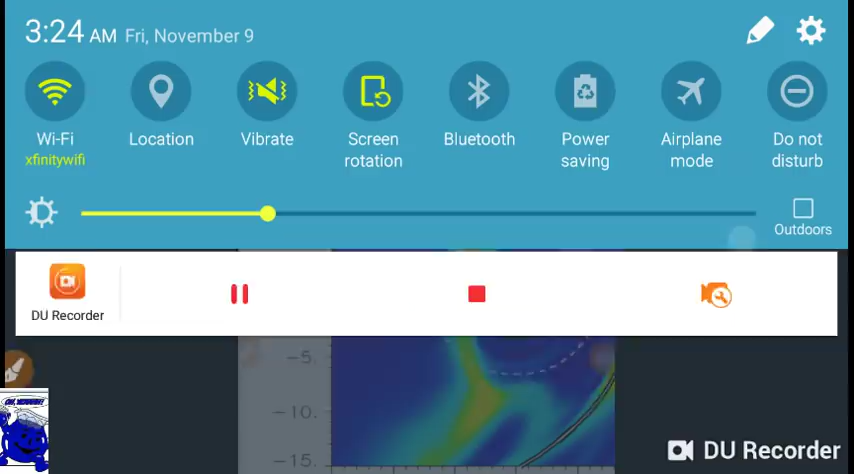 3:24 AM Fri, November 9
Wi-Fi
xfinitywifi
Location
Vibrate
Screen
rotation
Bluetooth
Power
saving
Airplane
mode
Do not
disturb
Outdoors
DU Recorder
-5.
-10.
-15.
DU Recorder